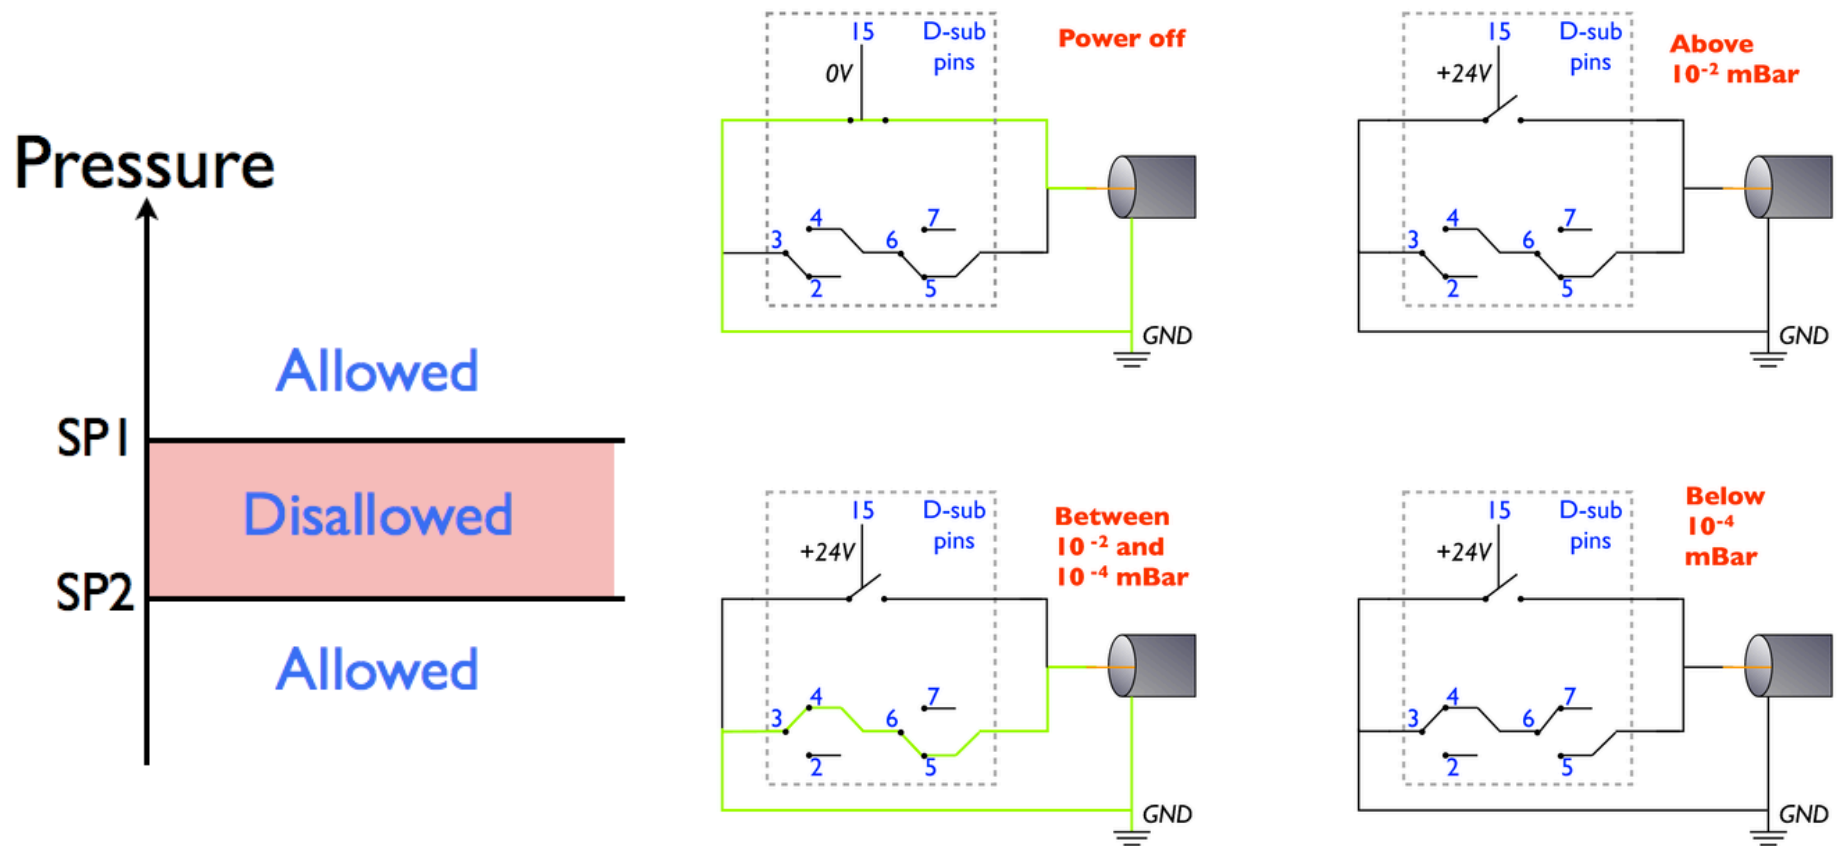 Pressure
Allowed
SP1
Disallowed
SP2
Allowed
15
D-sub
pins
0V
Power off
4
7
3
6
2
5
GND
15
D-sub
pins
+24V
Above
10-2 mBar
4
7
3
6
2
5
GND
15
D-sub
pins
+24V
Between
10 -2 and
10 -4 mBar
4
7
3
6
2
5
GND
15
D-sub
pins
+24V
Below
10-4
mBar
4
7
3
6
2
5
GND